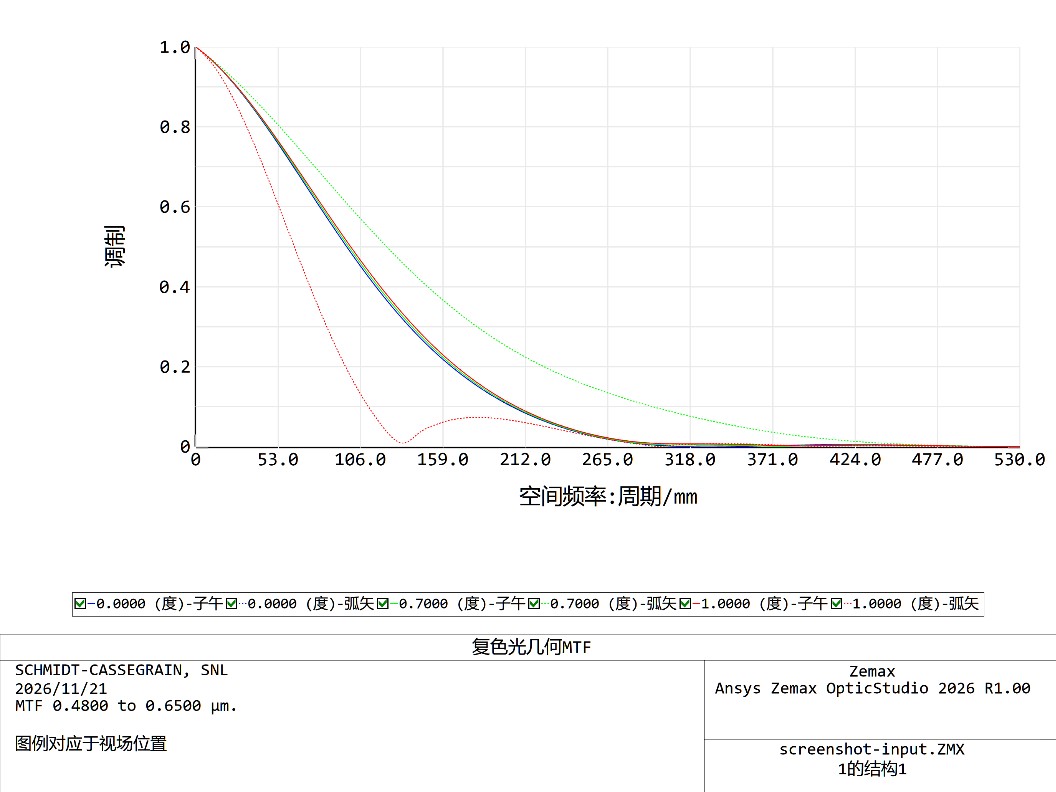 1.0
0.8
0.6
0.4
0.2
0
调制
0 53.0 106.0 159.0 212.0 265.0 318.0 371.0 424.0 477.0 530.0
空间频率:周期/mm
0.0000 (度)-子午 0.0000 (度)-弧矢 0.7000 (度)-子午 0.7000 (度)-弧矢 1.0000 (度)-子午 1.0000 (度)-弧矢
复色光几何MTF
SCHMIDT-CASSEGRAIN, SNL
2026/11/21
MTF 0.4800 to 0.6500 µm.
图例对应于视场位置
Zemax
Ansys Zemax OpticStudio 2026 R1.00
screenshot-input.ZMX
1的结构1